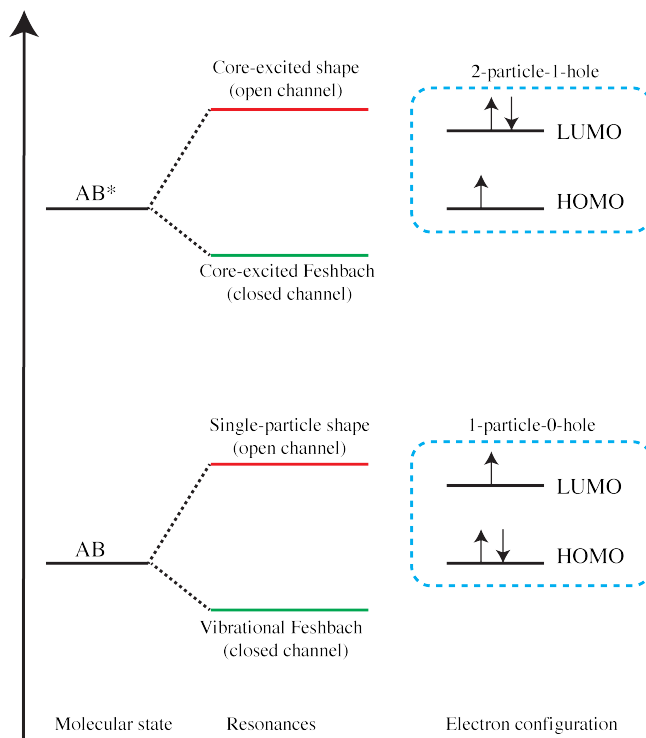 Core-excited shape
(open channel)
2-particle-1-hole
LUMO
AB*
HOMO
Core-excited Feshbach
(closed channel)
Single-particle shape
(open channel)
1-particle-0-hole
LUMO
AB
HOMO
Vibrational Feshbach
(closed channel)
Molecular state
Resonances
Electron configuration